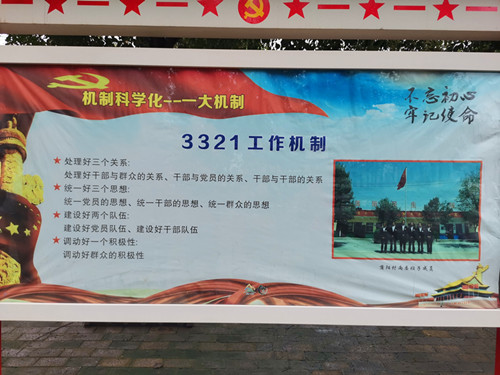 机制科学化---一大机制
不忘初心
牢记使命
3321工作机制
★处理好三个关系:
处理好干部与群众的关系、干部与党员的关系、干部与干部的关系
★统一好三个思想:
统一党员的思想、统一干部的思想、统一群众的思想
★建设好两个队伍:
建设好党员队伍、建设好干部队伍
★调动好一个积极性:
调动好群众的积极性